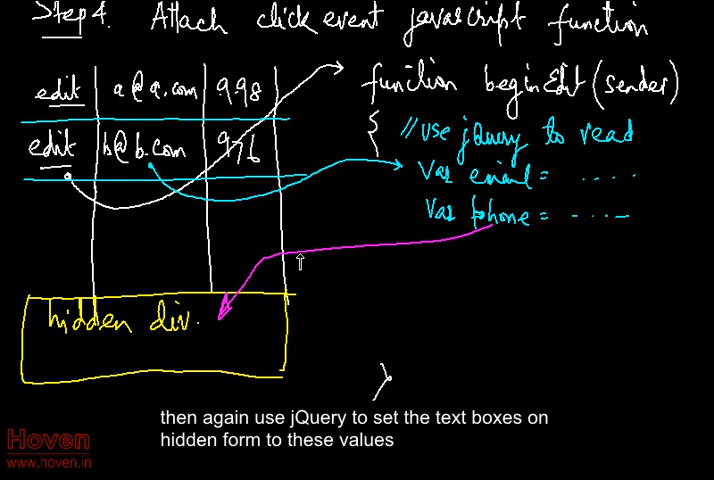 Step 4. Attach click event javascript function
edit a@a.com 998
function beginEdit (sender)
{ //use jQuery to read
edit b@b.com 976
Var email = .....
Var phone = ....
hidden div.
}
then again use jQuery to set the text boxes on
hidden form to these values
Hoven
www.hoven.in